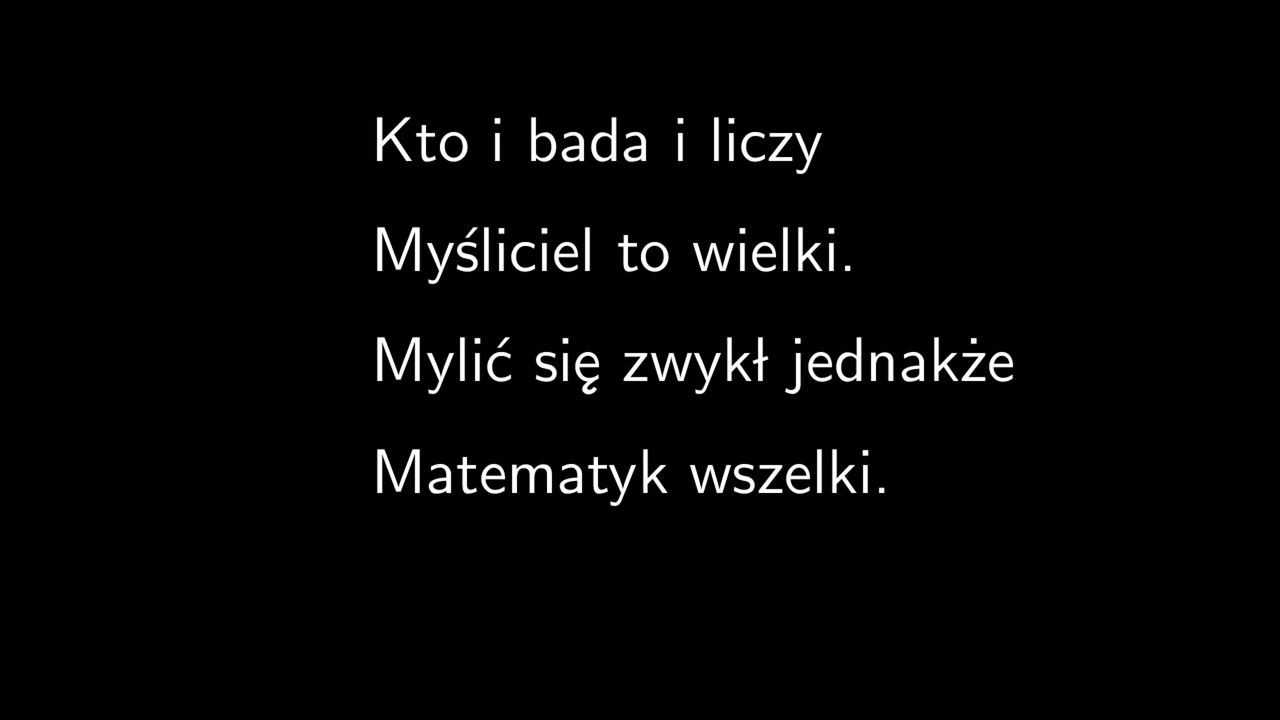 Kto i bada i liczy
Myśliciel to wielki.
Mylić się zwykł jednakże
Matematyk wszelki.